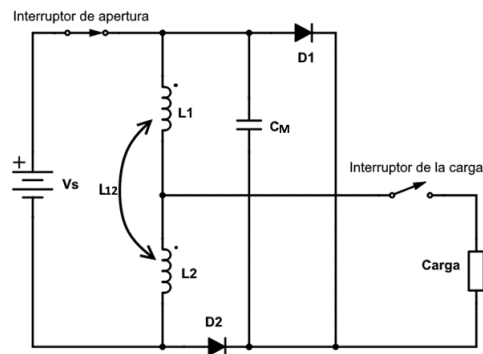 Interruptor de apertura
D1
L1
CM
Interruptor de la carga
+
Vs
L12
Carga
L2
D2